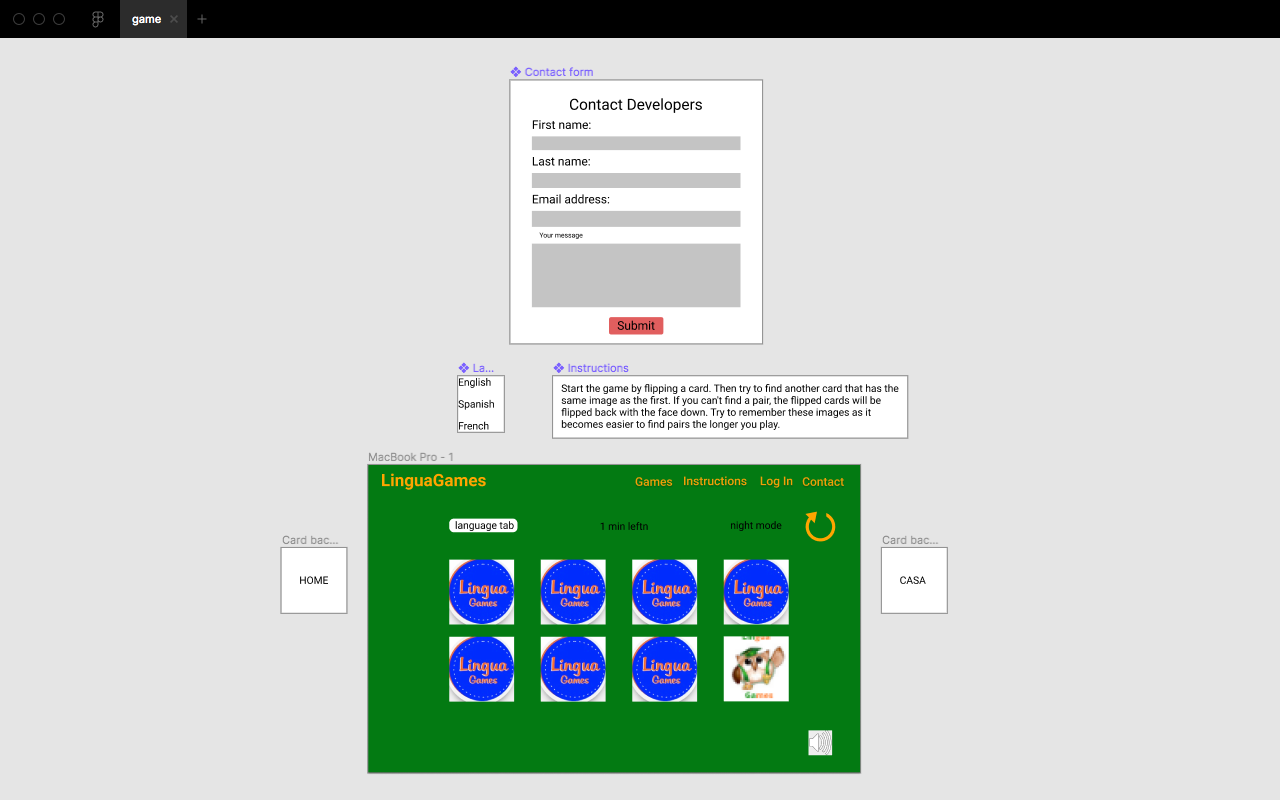 game
Contact form
Contact Developers
First name:
Last name:
Email address:
Your message
Submit
La...
English
Spanish
French
Instructions
Start the game by flipping a card. Then try to find another card that has the
same image as the first. If you can't find a pair, the flipped cards will be
flipped back with the face down. Try to remember these images as it
becomes easier to find pairs the longer you play.
MacBook Pro - 1
LinguaGames
Games
Instructions
Log In
Contact
language tab
1 min leftn
night mode
Card bac...
HOME
Card bac...
CASA
Lingua
Games
Lingua
Games
Lingua
Games
Lingua
Games
Lingua
Games
Lingua
Games
Lingua
Games
Lingua
Games